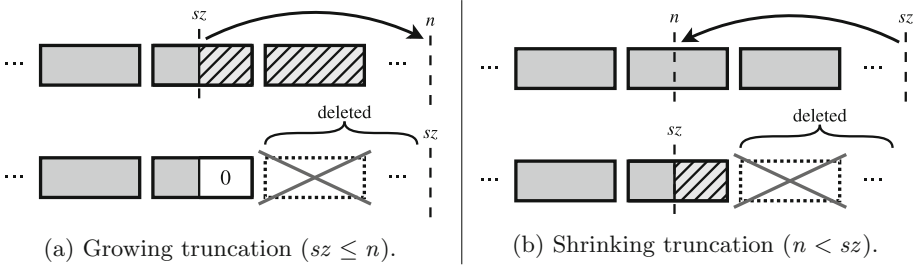 sz n
... ...
deleted
sz
... 0 ...
(a) Growing truncation (sz ≤ n).
n sz
... ...
deleted
sz
... ...
(b) Shrinking truncation (n < sz).